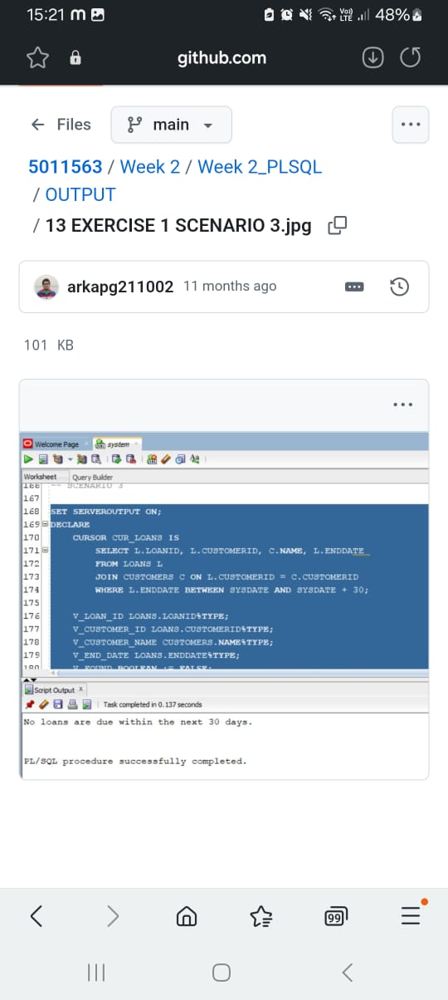 15:21 m Vo)) LTE 48%
github.com
← Files main ...
5011563 / Week 2 / Week 2_PLSQL
/ OUTPUT
/ 13 EXERCISE 1 SCENARIO 3.jpg
arkapg211002 11 months ago
101 KB
Welcome Page system
Worksheet Query Builder
166 -- SCENARIO 3
167
168 SET SERVEROUTPUT ON;
169 DECLARE
170 CURSOR CUR_LOANS IS
171 SELECT L.LOANID, L.CUSTOMERID, C.NAME, L.ENDDATE
172 FROM LOANS L
173 JOIN CUSTOMERS C ON L.CUSTOMERID = C.CUSTOMERID
174 WHERE L.ENDDATE BETWEEN SYSDATE AND SYSDATE + 30;
175
176 V_LOAN_ID LOANS.LOANID%TYPE;
177 V_CUSTOMER_ID LOANS.CUSTOMERID%TYPE;
178 V_CUSTOMER_NAME CUSTOMERS.NAME%TYPE;
179 V_END_DATE LOANS.ENDDATE%TYPE;
180 V_FOUND BOOLEAN := FALSE;
Script Output x
Task completed in 0.137 seconds
No loans are due within the next 30 days.
PL/SQL procedure successfully completed.
99